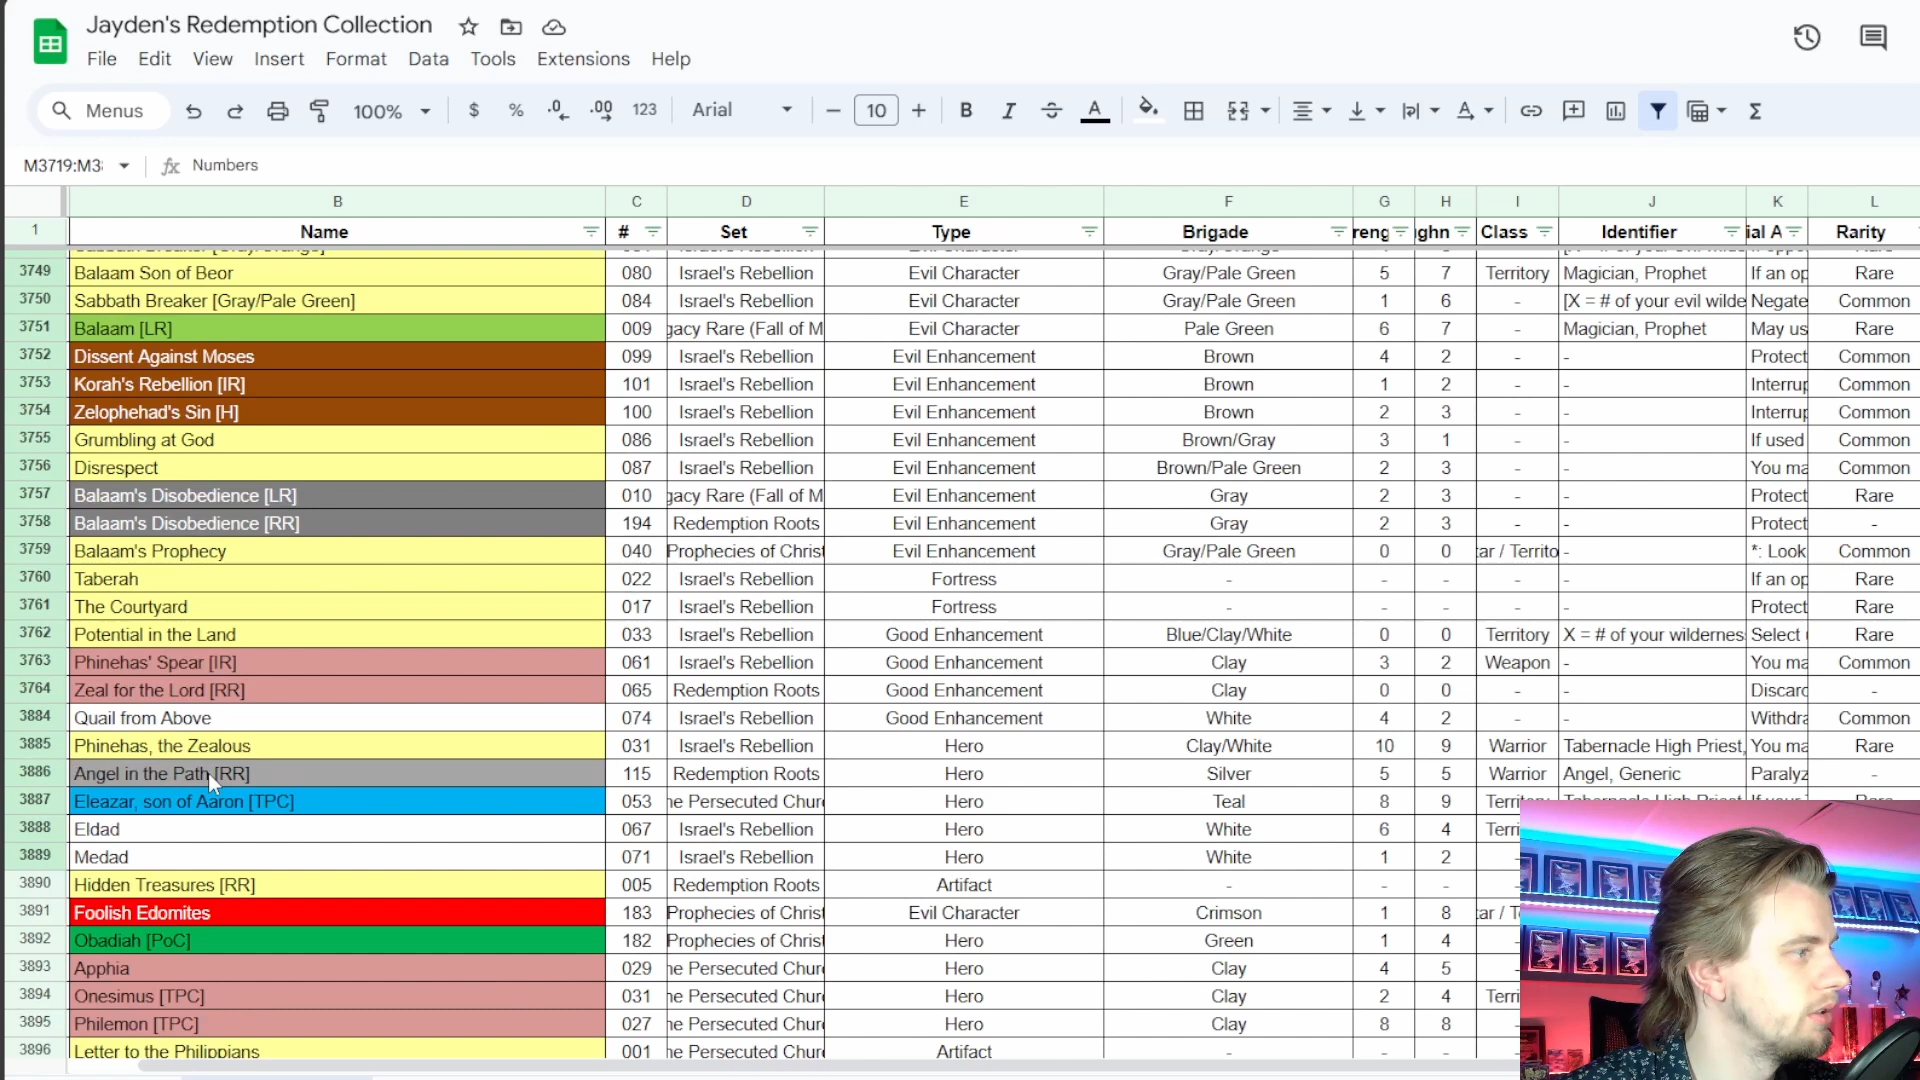 Jayden's Redemption Collection
File Edit View Insert Format Data Tools Extensions Help
Menus 100% $ % .0 .00 123 Arial 10 B I A
M3719:M3 fx Numbers
B C D E F G H I J K L
1 Name # Set Type Brigade Class Identifier Rarity
3749 Balaam Son of Beor 080 Israel's Rebellion Evil Character Gray/Pale Green 5 7 Territory Magician, Prophet If an op Rare
3750 Sabbath Breaker [Gray/Pale Green] 084 Israel's Rebellion Evil Character Gray/Pale Green 1 6 - [X = # of your evil wilde Negate Common
3751 Balaam [LR] 009 gacy Rare (Fall of M Evil Character Pale Green 6 7 - Magician, Prophet May us Rare
3752 Dissent Against Moses 099 Israel's Rebellion Evil Enhancement Brown 4 2 - - Protect Common
3753 Korah's Rebellion [IR] 101 Israel's Rebellion Evil Enhancement Brown 1 2 - - Interrup Common
3754 Zelophehad's Sin [H] 100 Israel's Rebellion Evil Enhancement Brown 2 3 - - Interrup Common
3755 Grumbling at God 086 Israel's Rebellion Evil Enhancement Brown/Gray 3 1 - - If used Common
3756 Disrespect 087 Israel's Rebellion Evil Enhancement Brown/Pale Green 2 3 - - You ma Common
3757 Balaam's Disobedience [LR] 010 gacy Rare (Fall of M Evil Enhancement Gray 2 3 - - Protect Rare
3758 Balaam's Disobedience [RR] 194 Redemption Roots Evil Enhancement Gray 2 3 - - Protect -
3759 Balaam's Prophecy 040 Prophecies of Christ Evil Enhancement Gray/Pale Green 0 0 ar / Territo - *: Look Common
3760 Taberah 022 Israel's Rebellion Fortress - - - - - If an op Rare
3761 The Courtyard 017 Israel's Rebellion Fortress - - - - - Protect Rare
3762 Potential in the Land 033 Israel's Rebellion Good Enhancement Blue/Clay/White 0 0 Territory X = # of your wildernes Select Rare
3763 Phinehas' Spear [IR] 061 Israel's Rebellion Good Enhancement Clay 3 2 Weapon - You ma Common
3764 Zeal for the Lord [RR] 065 Redemption Roots Good Enhancement Clay 0 0 - - Discard -
3884 Quail from Above 074 Israel's Rebellion Good Enhancement White 4 2 - - Withdra Common
3885 Phinehas, the Zealous 031 Israel's Rebellion Hero Clay/White 10 9 Warrior Tabernacle High Priest, You ma Rare
3886 Angel in the Path [RR] 115 Redemption Roots Hero Silver 5 5 Warrior Angel, Generic Paralyz -
3887 Eleazar, son of Aaron [TPC] 053 he Persecuted Chur Hero Teal 8 9 Territory Tabernacle High Priest
3888 Eldad 067 Israel's Rebellion Hero White 6 4 Terri
3889 Medad 071 Israel's Rebellion Hero White 1 2 -
3890 Hidden Treasures [RR] 005 Redemption Roots Artifact - - - -
3891 Foolish Edomites 183 Prophecies of Christ Evil Character Crimson 1 8 ar / T
3892 Obadiah [PoC] 182 Prophecies of Christ Hero Green 1 4 -
3893 Apphia 029 he Persecuted Chur Hero Clay 4 5 -
3894 Onesimus [TPC] 031 he Persecuted Chur Hero Clay 2 4 Terri
3895 Philemon [TPC] 027 he Persecuted Chur Hero Clay 8 8 -
3896 Letter to the Philippians 001 he Persecuted Chur Artifact - - -